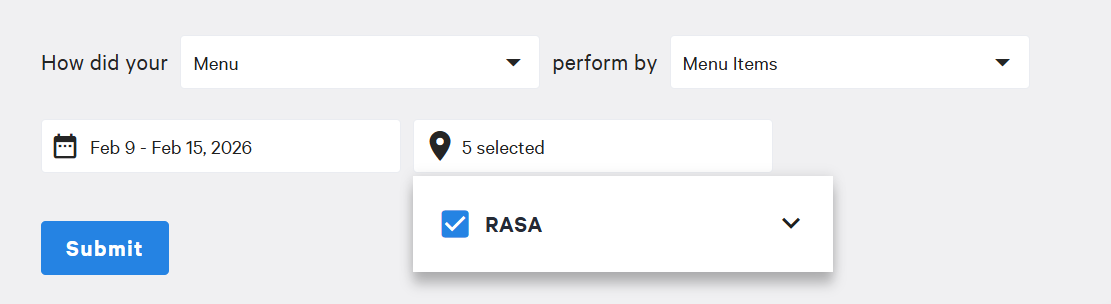 How did your Menu perform by Menu Items
Feb 9 - Feb 15, 2026 5 selected
RASA
Submit